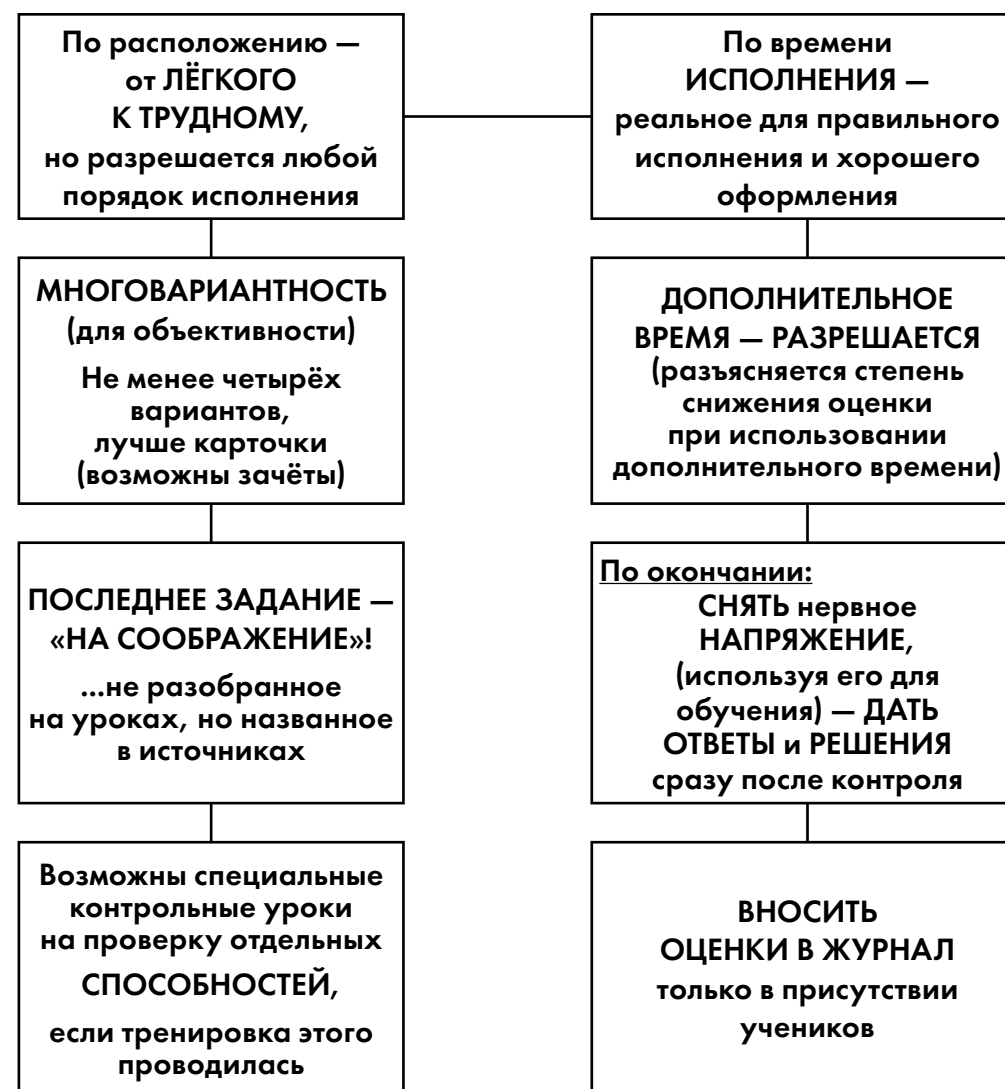 По расположению —
от ЛЁГКОГО
К ТРУДНОМУ,
но разрешается любой
порядок исполнения
По времени
ИСПОЛНЕНИЯ —
реальное для правильного
исполнения и хорошего
оформления
МНОГОВАРИАНТНОСТЬ
(для объективности)
Не менее четырёх
вариантов,
лучше карточки
(возможны зачёты)
ДОПОЛНИТЕЛЬНОЕ
ВРЕМЯ — РАЗРЕШАЕТСЯ
(разъясняется степень
снижения оценки
при использовании
дополнительного времени)
ПОСЛЕДНЕЕ ЗАДАНИЕ —
«НА СООБРАЖЕНИЕ»!
...не разобранное
на уроках, но названное
в источниках
По окончании:
СНЯТЬ нервное
НАПРЯЖЕНИЕ,
(используя его для
обучения) — ДАТЬ
ОТВЕТЫ и РЕШЕНИЯ
сразу после контроля
Возможны специальные
контрольные уроки
на проверку отдельных
СПОСОБНОСТЕЙ,
если тренировка этого
проводилась
ВНОСИТЬ
ОЦЕНКИ В ЖУРНАЛ
только в присутствии
учеников